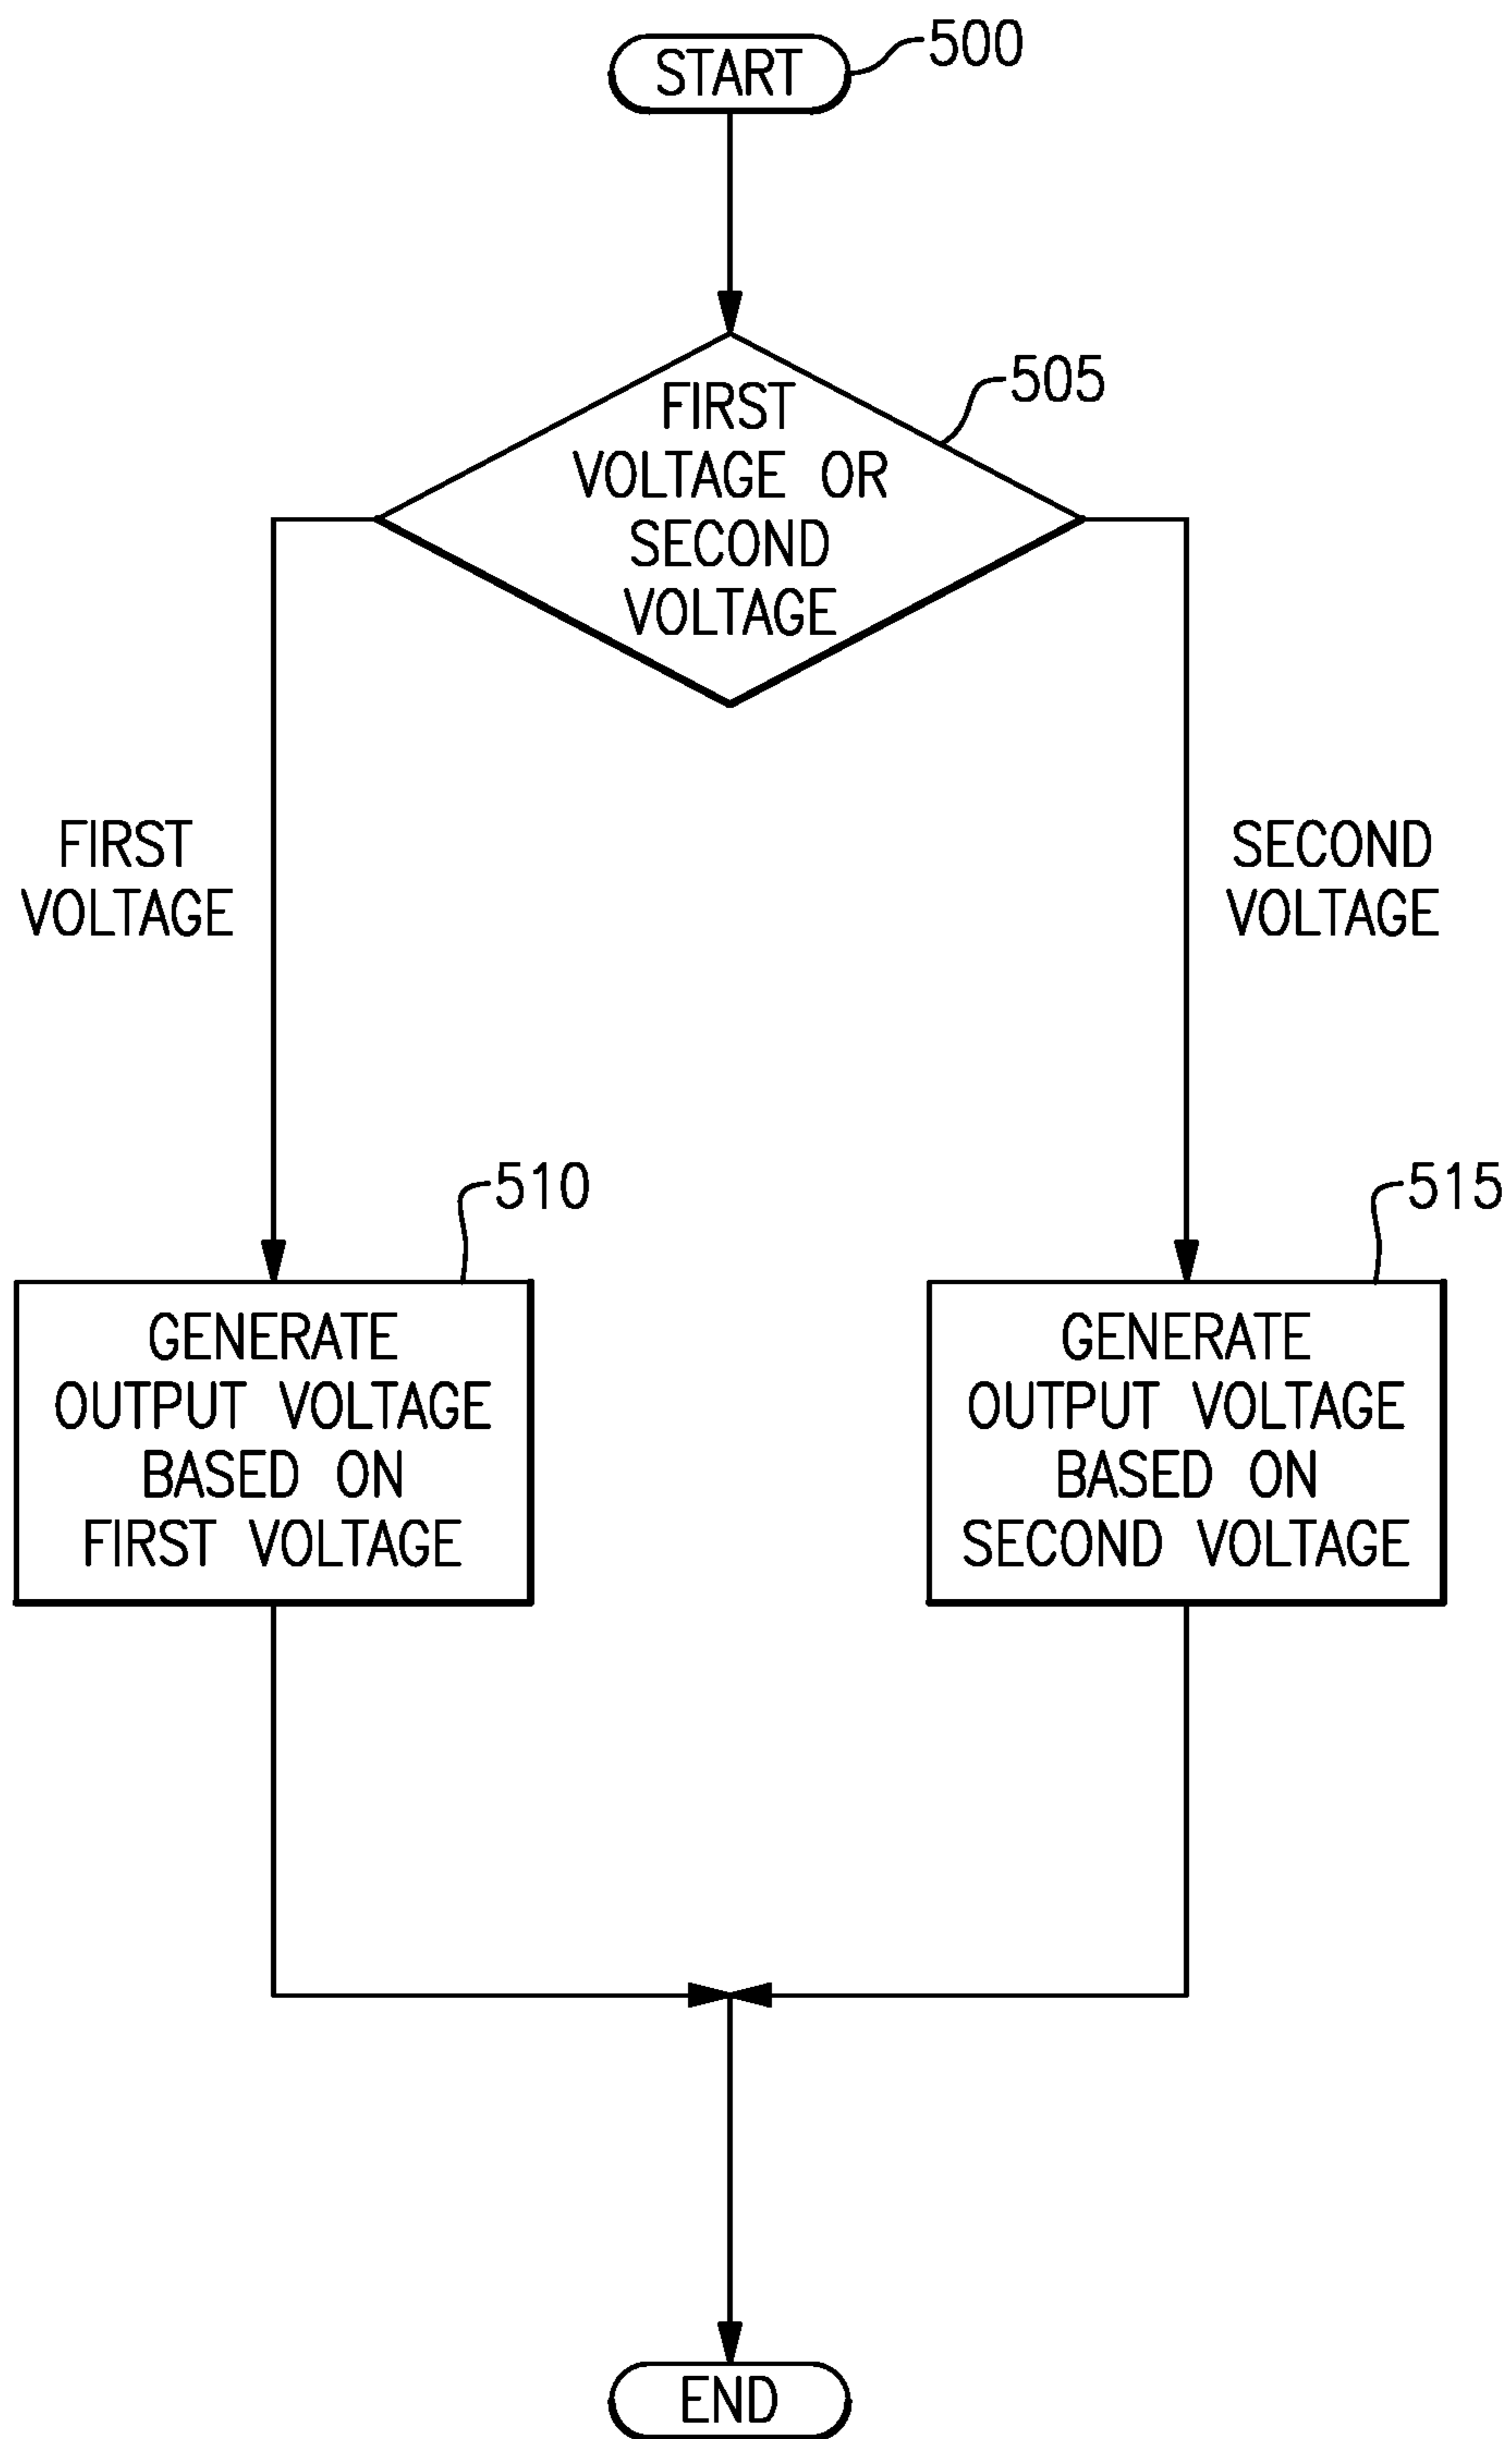 START
500
FIRST
VOLTAGE OR
SECOND
VOLTAGE
505
FIRST
VOLTAGE
SECOND
VOLTAGE
510
GENERATE
OUTPUT VOLTAGE
BASED ON
FIRST VOLTAGE
515
GENERATE
OUTPUT VOLTAGE
BASED ON
SECOND VOLTAGE
END